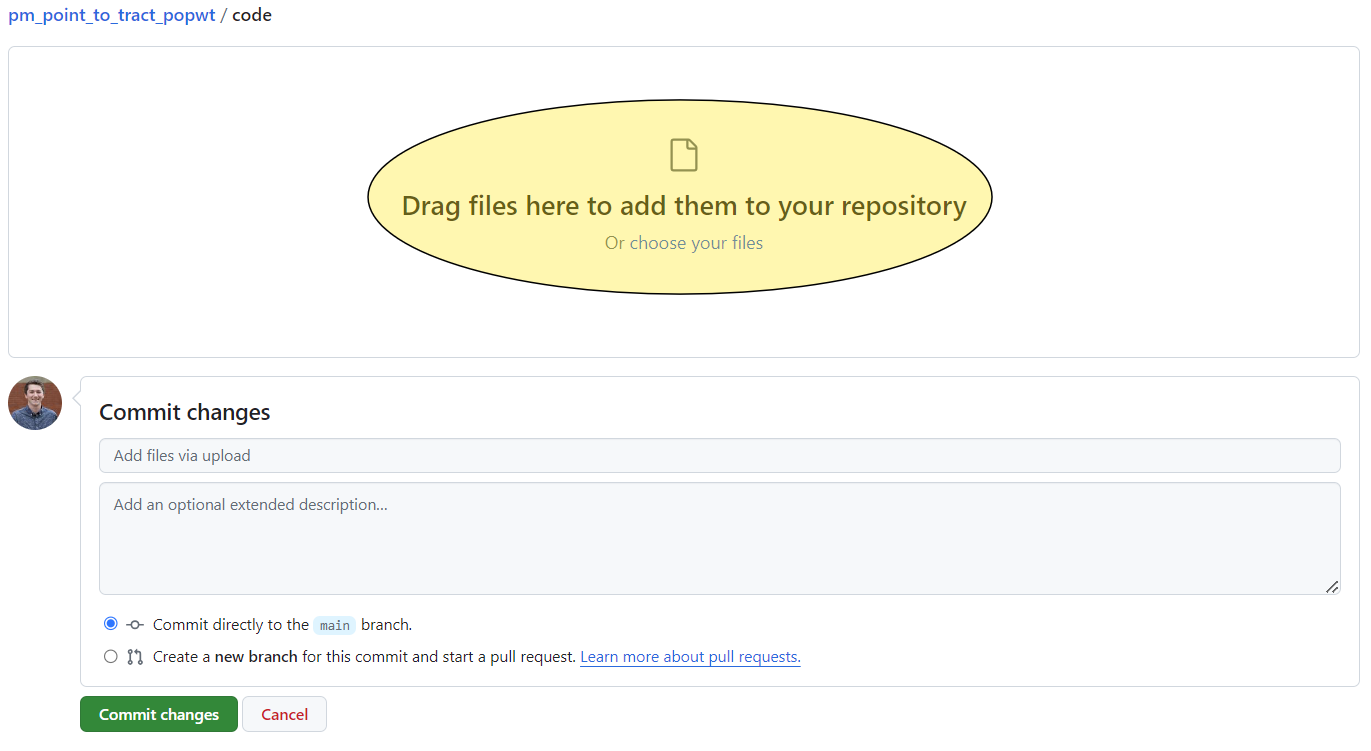 pm_point_to_tract_popwt / code
Drag files here to add them to your repository
Or choose your files
Commit changes
Add files via upload
Add an optional extended description...
Commit directly to the main branch.
Create a new branch for this commit and start a pull request. Learn more about pull requests.
Commit changes Cancel